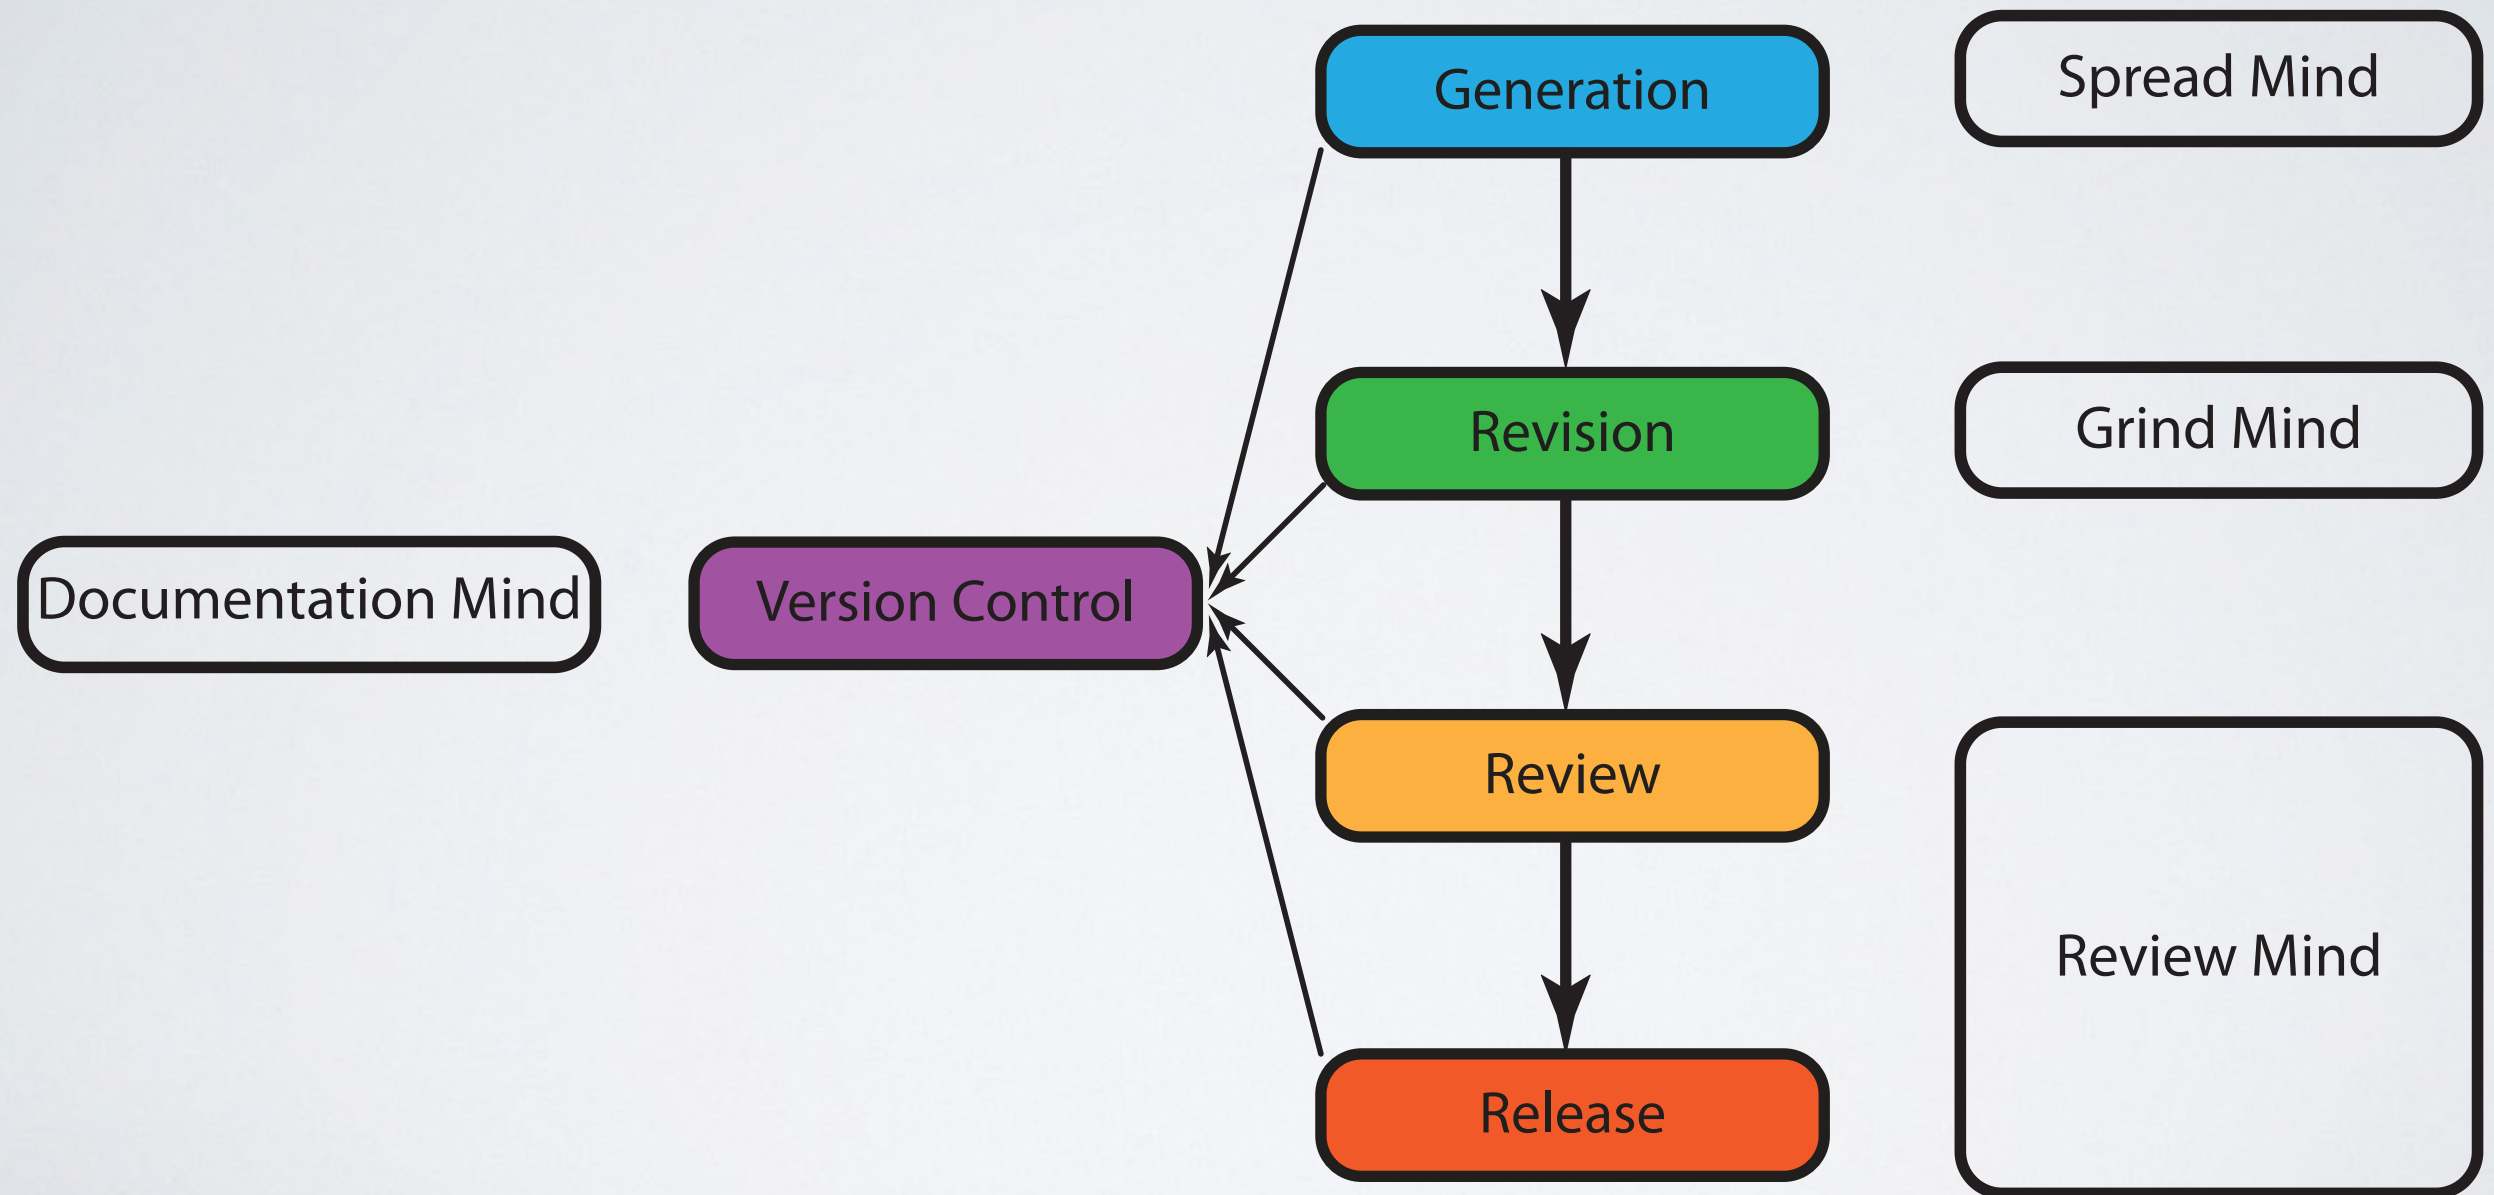 Generation
Spread Mind
Revision
Grind Mind
Documentation Mind
Version Control
Review
Review Mind
Release